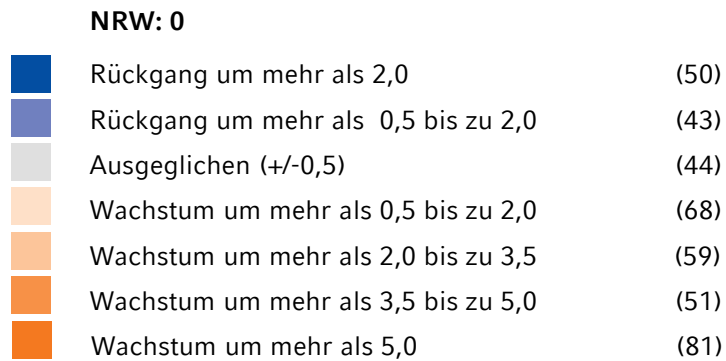 NRW: 0
Rückgang um mehr als 2,0 (50)
Rückgang um mehr als 0,5 bis zu 2,0 (43)
Ausgeglichen (+/-0,5) (44)
Wachstum um mehr als 0,5 bis zu 2,0 (68)
Wachstum um mehr als 2,0 bis zu 3,5 (59)
Wachstum um mehr als 3,5 bis zu 5,0 (51)
Wachstum um mehr als 5,0 (81)